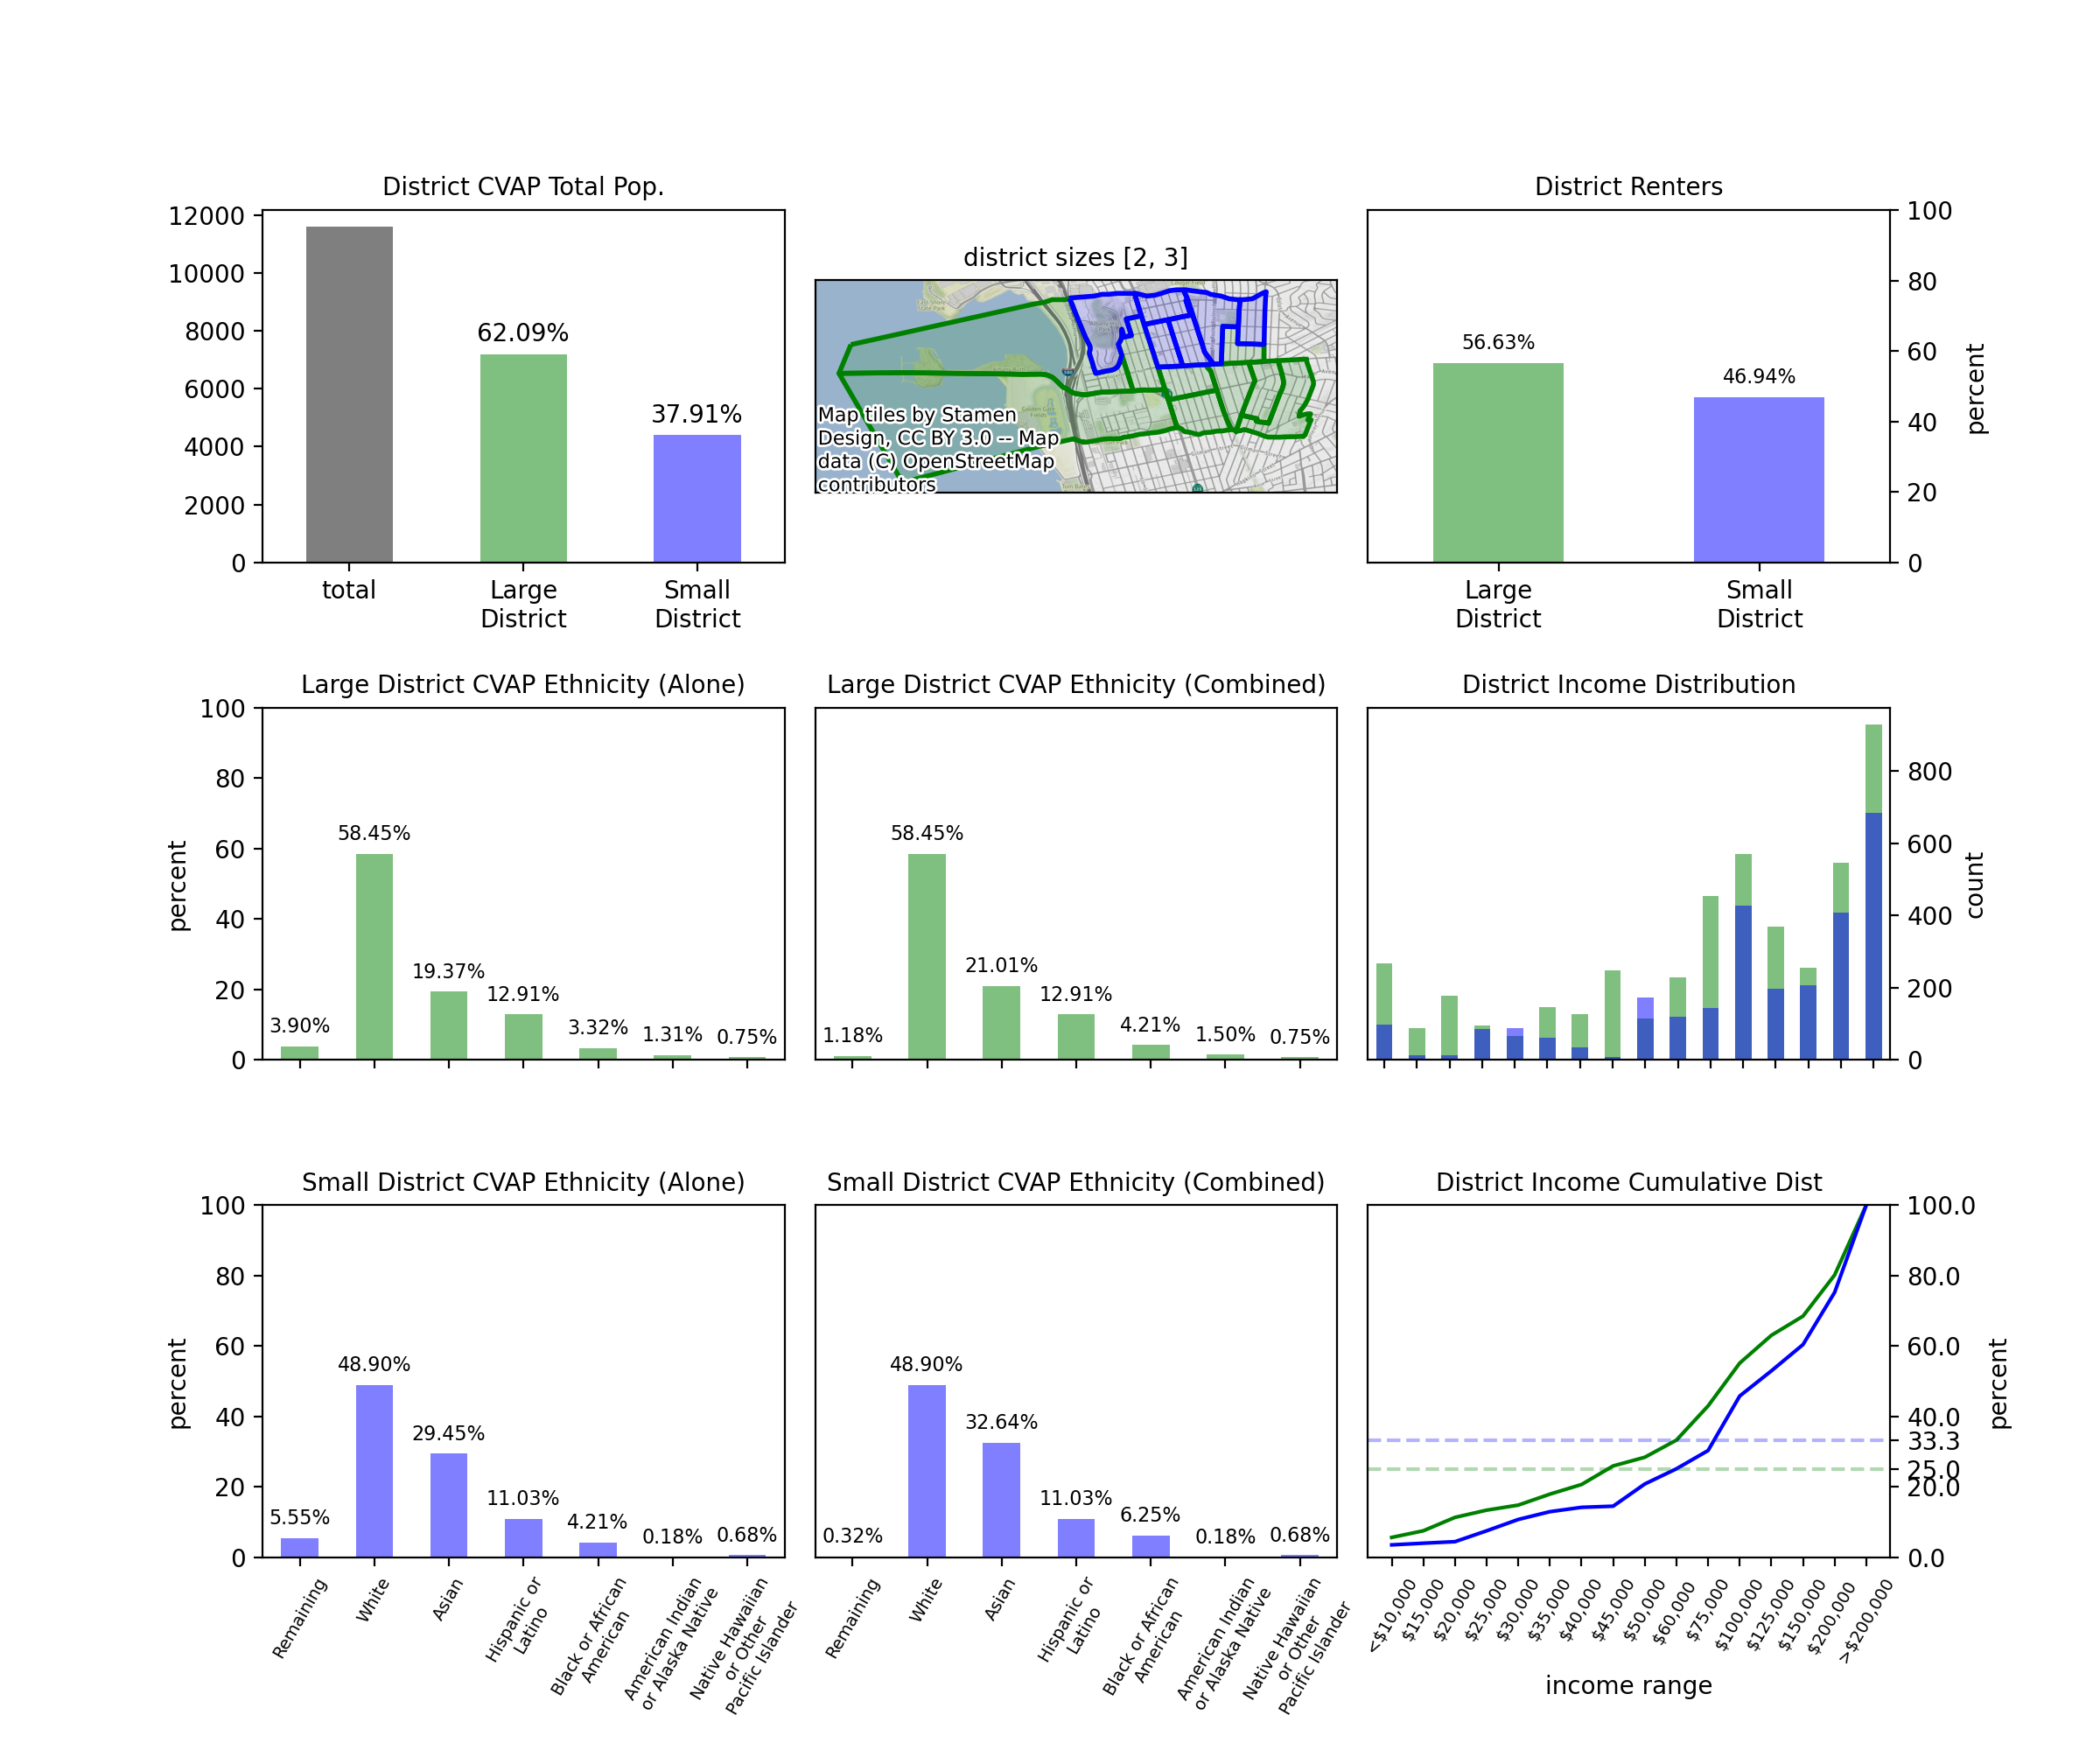 District CVAP Total Pop.
12000
10000
8000
6000
4000
2000
0
62.09%
37.91%
total
Large
District
Small
District
district sizes [2, 3]
Map tiles by Stamen
Design, CC BY 3.0 -- Map
data (C) OpenStreetMap
contributors
District Renters
56.63%
46.94%
100
80
60
40
20
0
percent
Large
District
Small
District
Large District CVAP Ethnicity (Alone)
percent
100
80
60
40
20
0
3.90%
58.45%
19.37%
12.91%
3.32%
1.31%
0.75%
Large District CVAP Ethnicity (Combined)
1.18%
58.45%
21.01%
12.91%
4.21%
1.50%
0.75%
District Income Distribution
800
600
400
200
0
count
Small District CVAP Ethnicity (Alone)
percent
100
80
60
40
20
0
5.55%
48.90%
29.45%
11.03%
4.21%
0.18%
0.68%
Remaining
White
Asian
Hispanic or
Latino
Black or African
American
American Indian
or Alaska Native
Native Hawaiian
or Other
Pacific Islander
Small District CVAP Ethnicity (Combined)
0.32%
48.90%
32.64%
11.03%
6.25%
0.18%
0.68%
Remaining
White
Asian
Hispanic or
Latino
Black or African
American
American Indian
or Alaska Native
Native Hawaiian
or Other
Pacific Islander
District Income Cumulative Dist
100.0
80.0
60.0
40.0
33.3
25.0
20.0
0.0
percent
<$10,000
$15,000
$20,000
$25,000
$30,000
$35,000
$40,000
$45,000
$50,000
$60,000
$75,000
$100,000
$125,000
$150,000
$200,000
>$200,000
income range